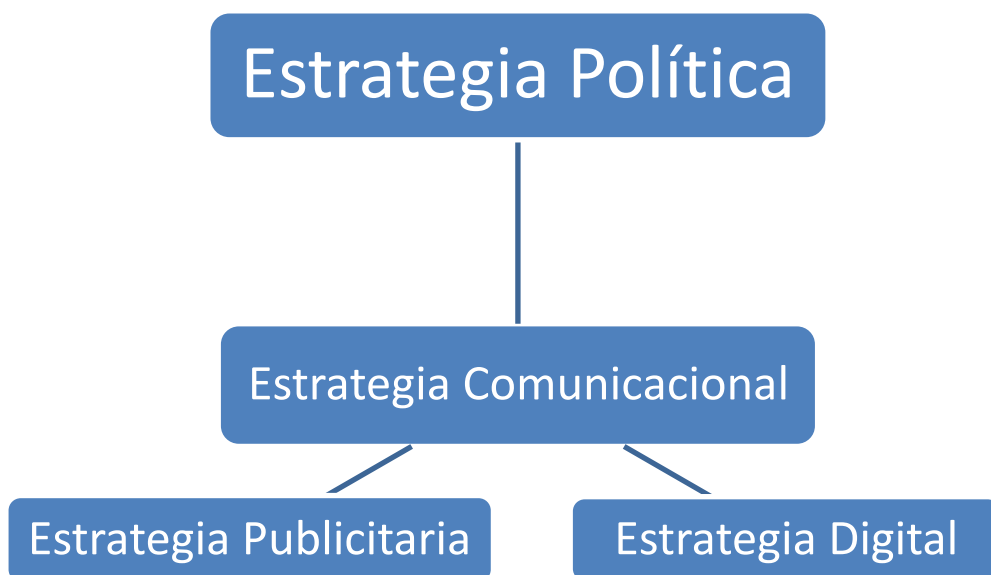 Estrategia Política
Estrategia Comunicacional
Estrategia Publicitaria
Estrategia Digital